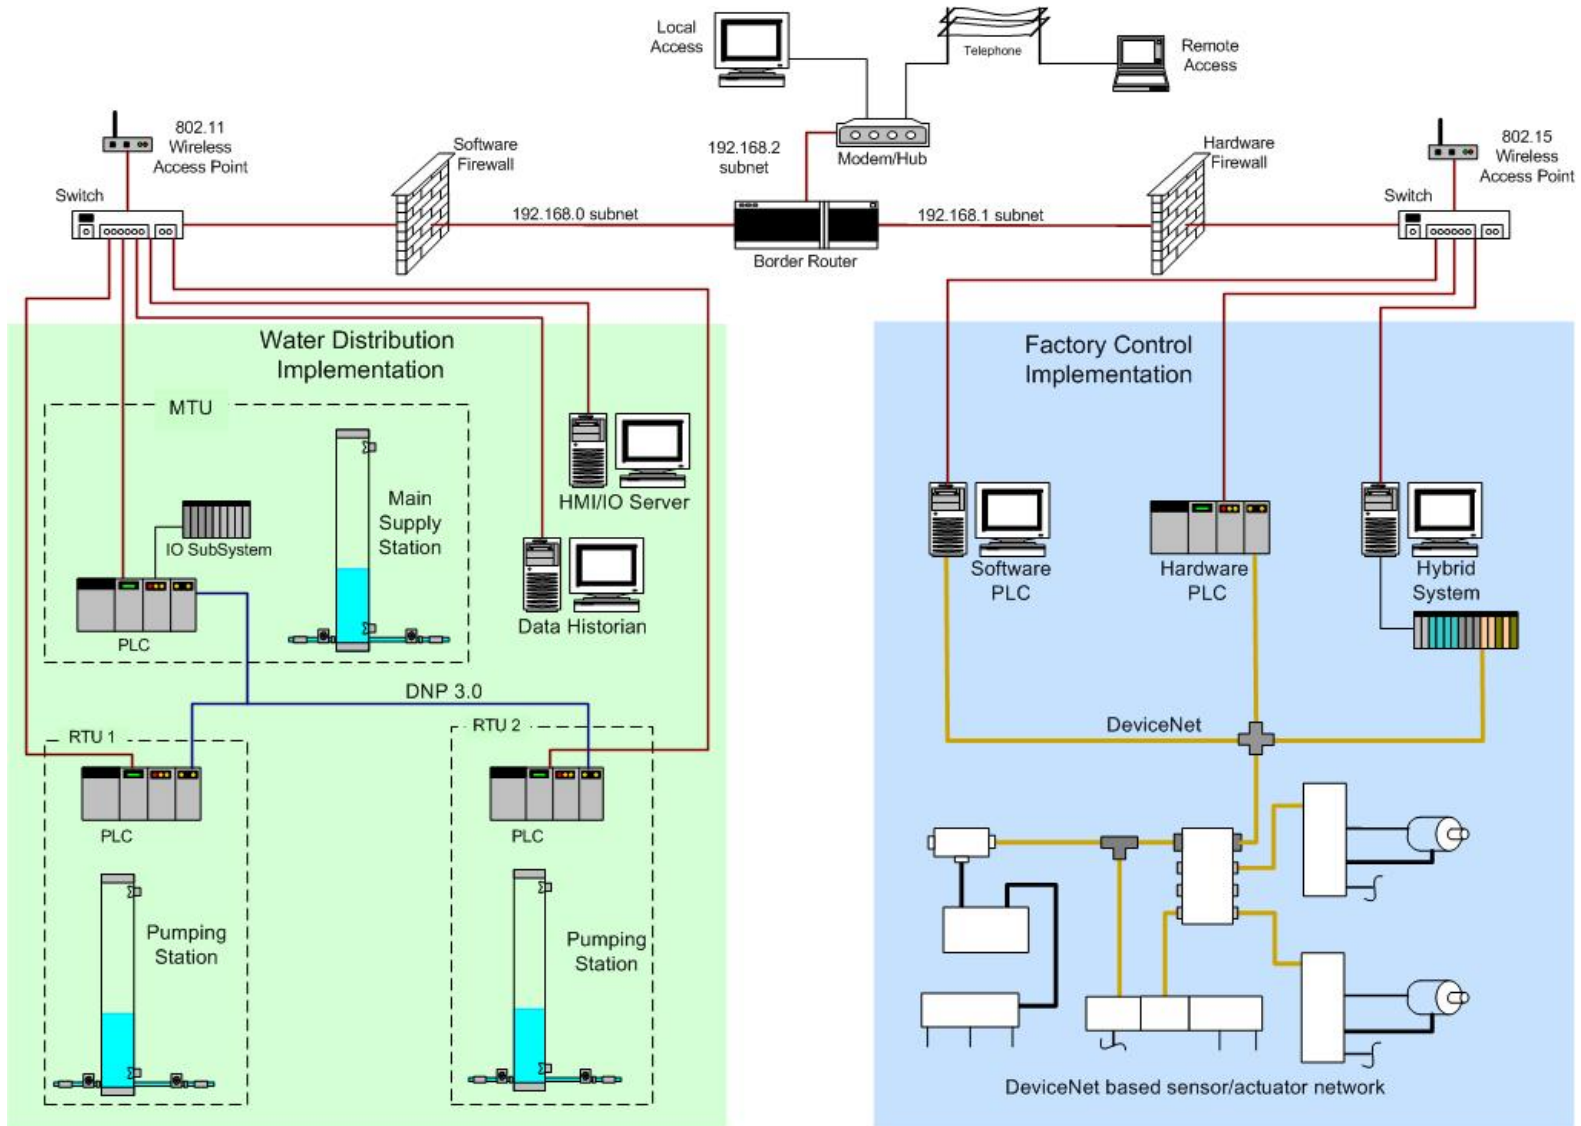 Local
Access
Telephone
Remote
Access
802.11
Wireless
Access Point
Software
Firewall
192.168.2
subnet
Modem/Hub
Hardware
Firewall
802.15
Wireless
Access Point
Switch
192.168.0 subnet
192.168.1 subnet
Switch
Border Router
Water Distribution
Implementation
MTU
Main
Supply
Station
IO SubSystem
PLC
HMI/IO Server
Data Historian
DNP 3.0
RTU 1
PLC
Pumping
Station
RTU 2
PLC
Pumping
Station
Factory Control
Implementation
Software
PLC
Hardware
PLC
Hybrid
System
DeviceNet
DeviceNet based sensor/actuator network